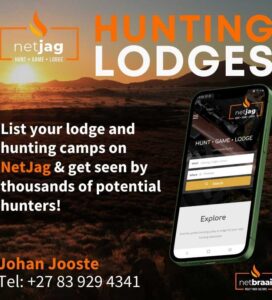 netjag
HUNT • GAME • LODGE
HUNTING
LODGES
List your lodge and
hunting camps on
NetJag & get seen by
thousands of potential
hunters!
netjag
HUNT • GAME • LODGE
Explore
Johan Jooste
Tel: +27 83 929 4341
netbraai